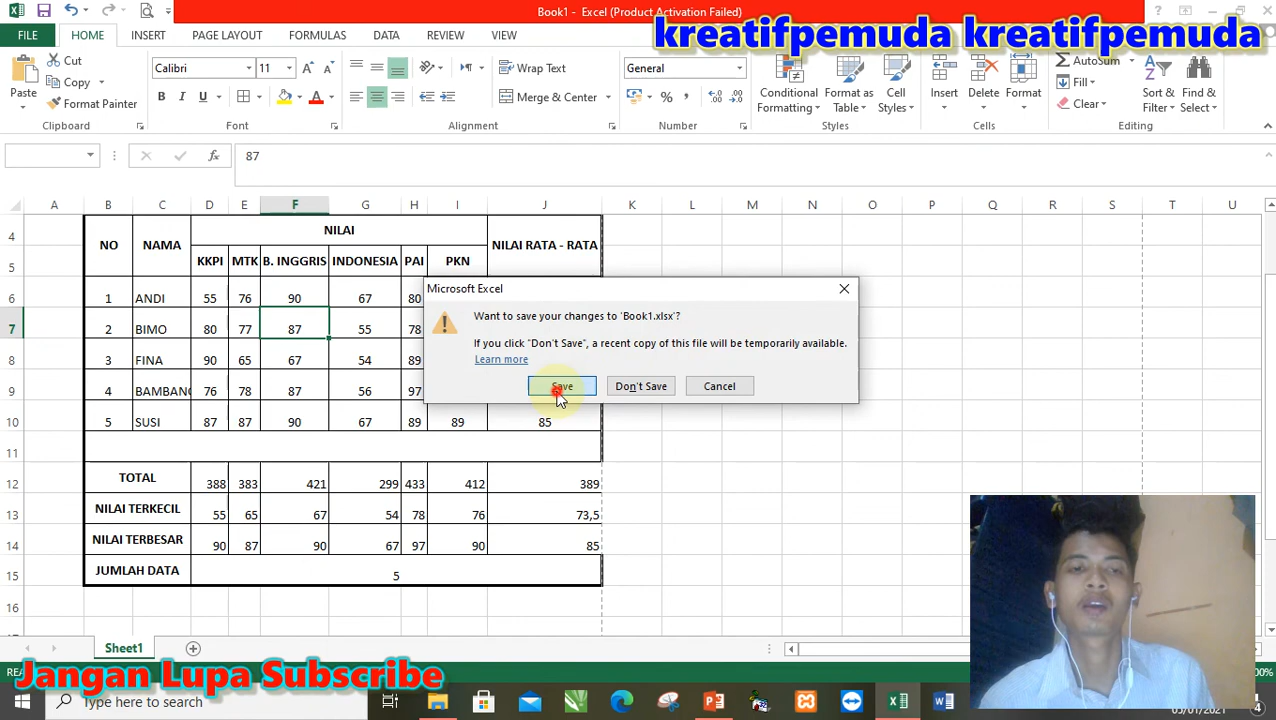 Book1 - Excel (Product Activation Failed)
kreatifpemuda kreatifpemuda
FILE HOME INSERT PAGE LAYOUT FORMULAS DATA REVIEW VIEW
Paste
Cut
Copy
Format Painter
Clipboard
Calibri 11
B I U
Font
Wrap Text
Merge & Center
Alignment
General
% ,
Number
Conditional Formatting
Format as Table
Cell Styles
Styles
Insert
Delete
Format
Cells
AutoSum
Fill
Clear
Sort & Filter
Find & Select
Editing
fx 87
A B C D E F G H I J K L M N O P Q R S T U
4 NO NAMA NILAI NILAI RATA - RATA
5 KKPI MTK B. INGGRIS INDONESIA PAI PKN
6 1 ANDI 55 76 90 67 80
7 2 BIMO 80 77 87 55 78
8 3 FINA 90 65 67 54 89
9 4 BAMBANG 76 78 87 56 97
10 5 SUSI 87 87 90 67 89 89 85
11
12 TOTAL 388 383 421 299 433 412 389
13 NILAI TERKECIL 55 65 67 54 78 76 73,5
14 NILAI TERBESAR 90 87 90 67 97 90 85
15 JUMLAH DATA 5
16
Microsoft Excel
Want to save your changes to 'Book1.xlsx'?
If you click "Don't Save", a recent copy of this file will be temporarily available.
Learn more
Save Don't Save Cancel
Sheet1
Jangan Lupa Subscribe
Type here to search
03/01/2021
4